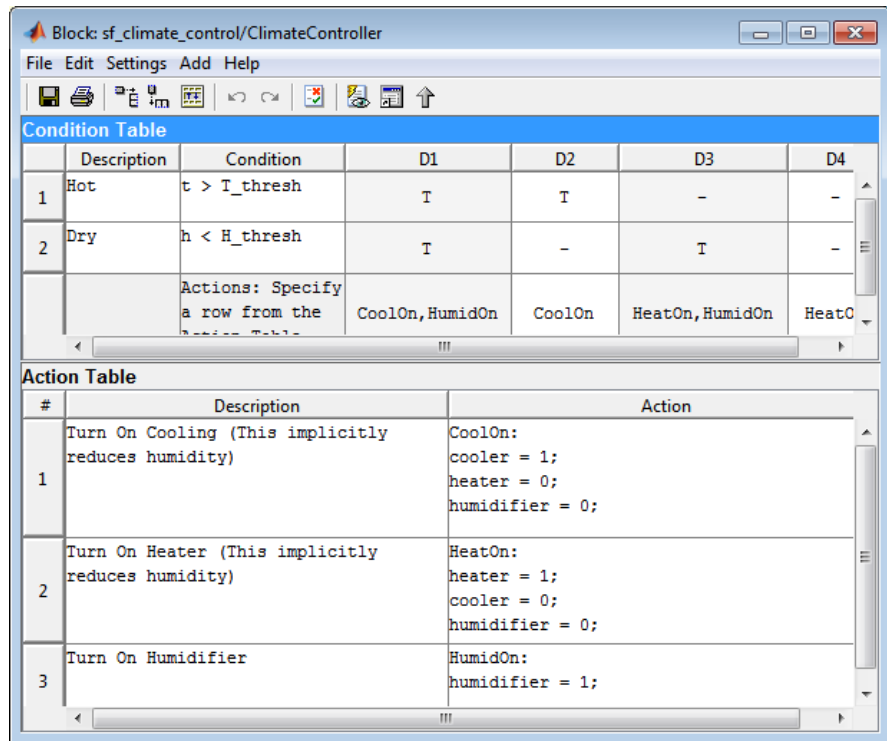 Block: sf_climate_control/ClimateController
File Edit Settings Add Help
Condition Table
Description Condition D1 D2 D3 D4
1 Hot t > T_thresh T T - -
2 Dry h < H_thresh T - T -
Actions: Specify
a row from the CoolOn,HumidOn CoolOn HeatOn,HumidOn HeatO
Action Table
Action Table
# Description Action
Turn On Cooling (This implicitly CoolOn:
reduces humidity) cooler = 1;
1 heater = 0;
humidifier = 0;
Turn On Heater (This implicitly HeatOn:
reduces humidity) heater = 1;
2 cooler = 0;
humidifier = 0;
Turn On Humidifier HumidOn:
3 humidifier = 1;